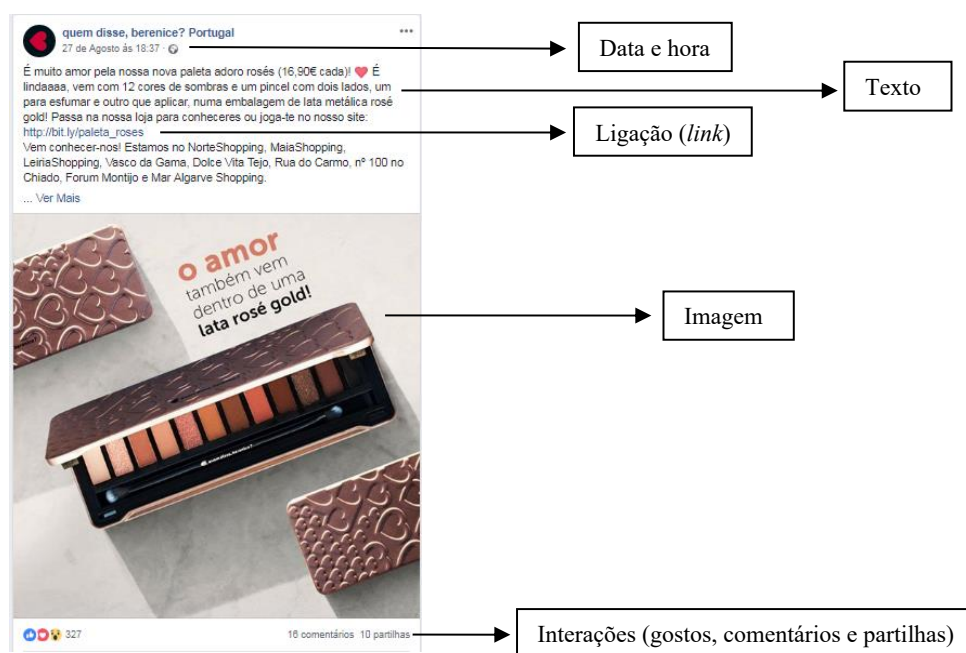 quem disse, berenice? Portugal
27 de Agosto ás 18:37 ·
Data e hora
É muito amor pela nossa nova paleta adoro rosés (16,90€ cada)! ❤ É
lindaaaa, vem com 12 cores de sombras e um pincel com dois lados, um
para esfumar e outro que aplicar, numa embalagem de lata metálica rosé
gold! Passa na nossa loja para conheceres ou joga-te no nosso site:
http://bit.ly/paleta_roses
Vem conhecer-nos! Estamos no NorteShopping, MaiaShopping,
LeiriaShopping, Vasco da Gama, Dolce Vita Tejo, Rua do Carmo, nº 100 no
Chiado, Forum Montijo e Mar Algarve Shopping.
... Ver Mais
Texto
Ligação (link)
o amor
também vem
dentro de uma
lata rosé gold!
Imagem
quem disse, berenice?
327
16 comentários 10 partilhas
Interações (gostos, comentários e partilhas)